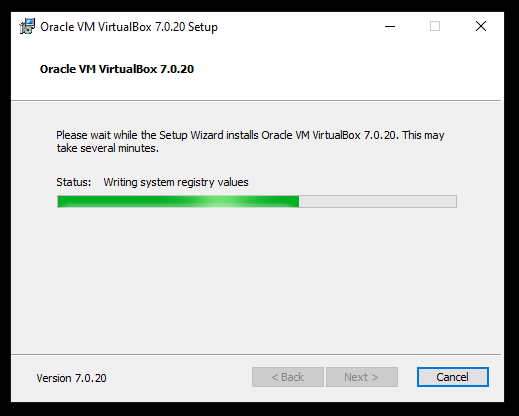 Oracle VM VirtualBox 7.0.20 Setup
Oracle VM VirtualBox 7.0.20
Please wait while the Setup Wizard installs Oracle VM VirtualBox 7.0.20. This may
take several minutes.
Status: Writing system registry values
Version 7.0.20 < Back Next > Cancel